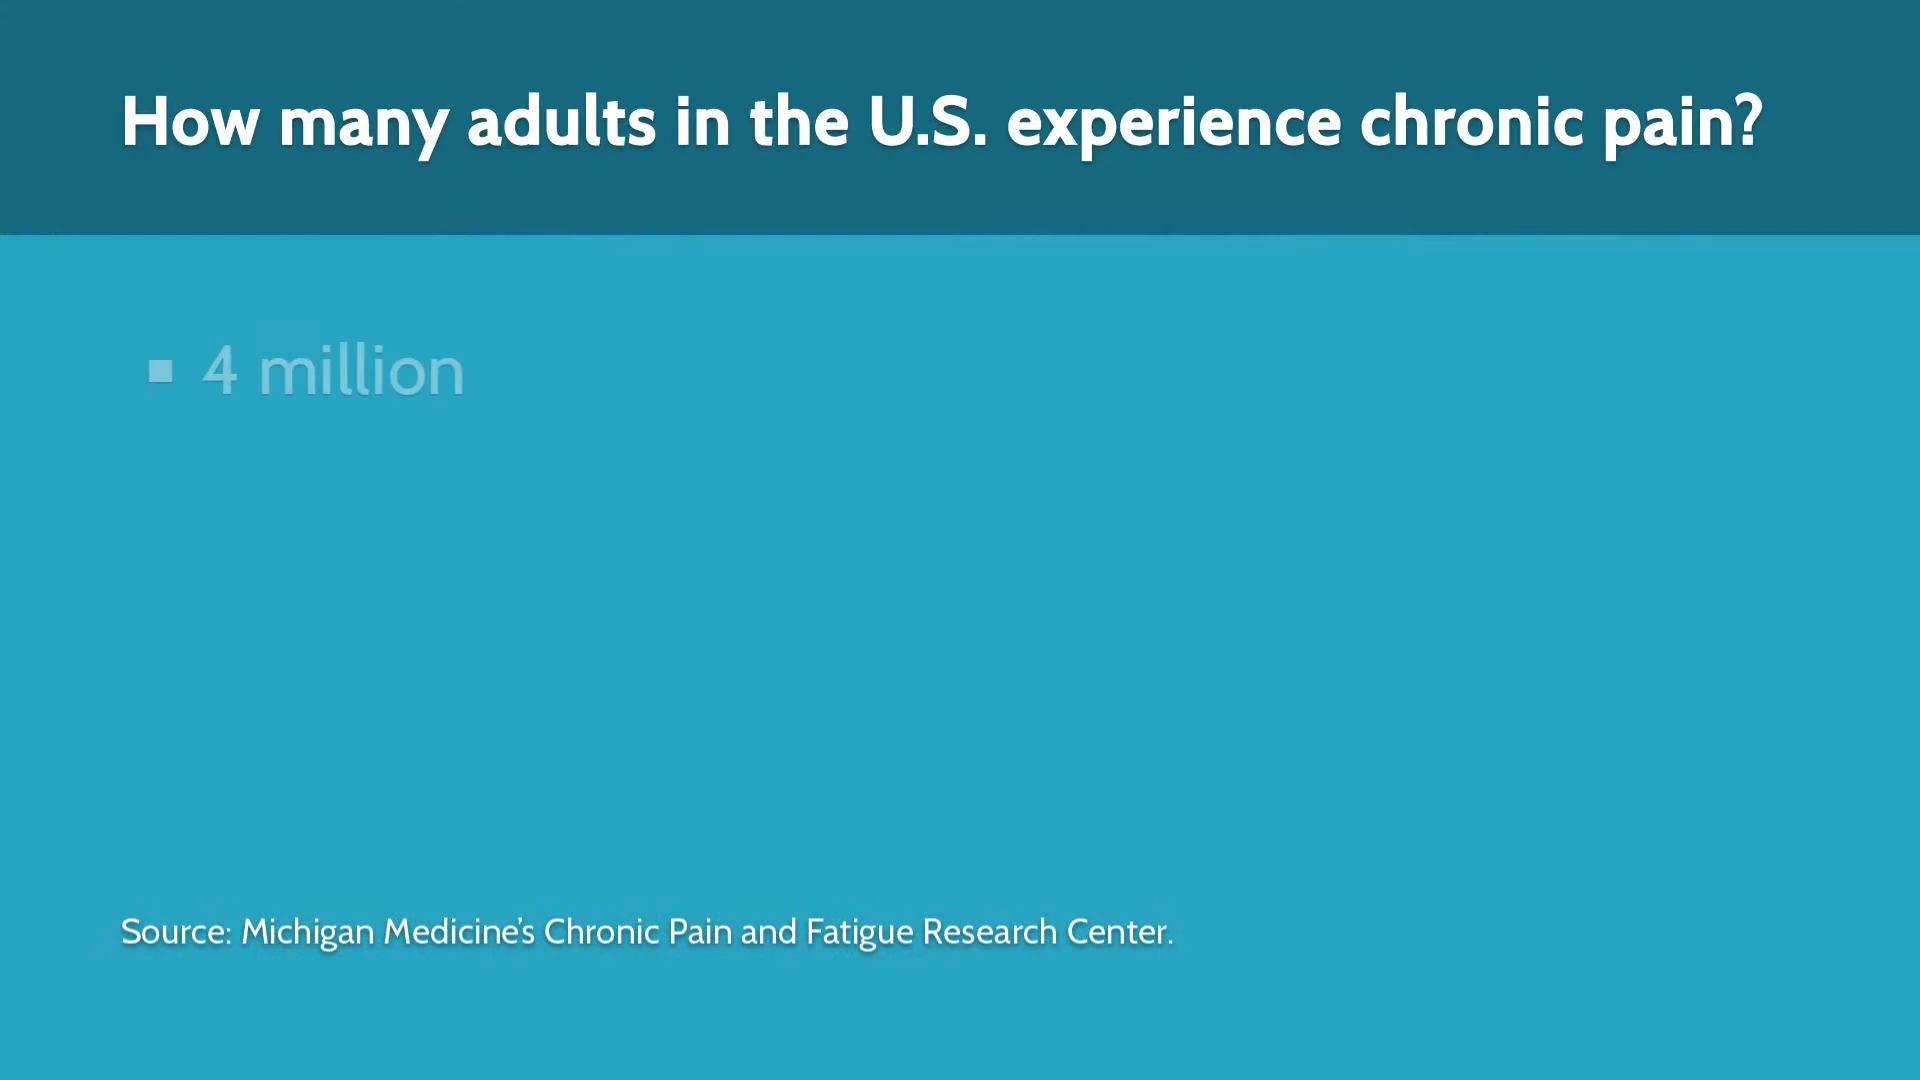 How many adults in the U.S. experience chronic pain?
▪ 4 million
Source: Michigan Medicine’s Chronic Pain and Fatigue Research Center.